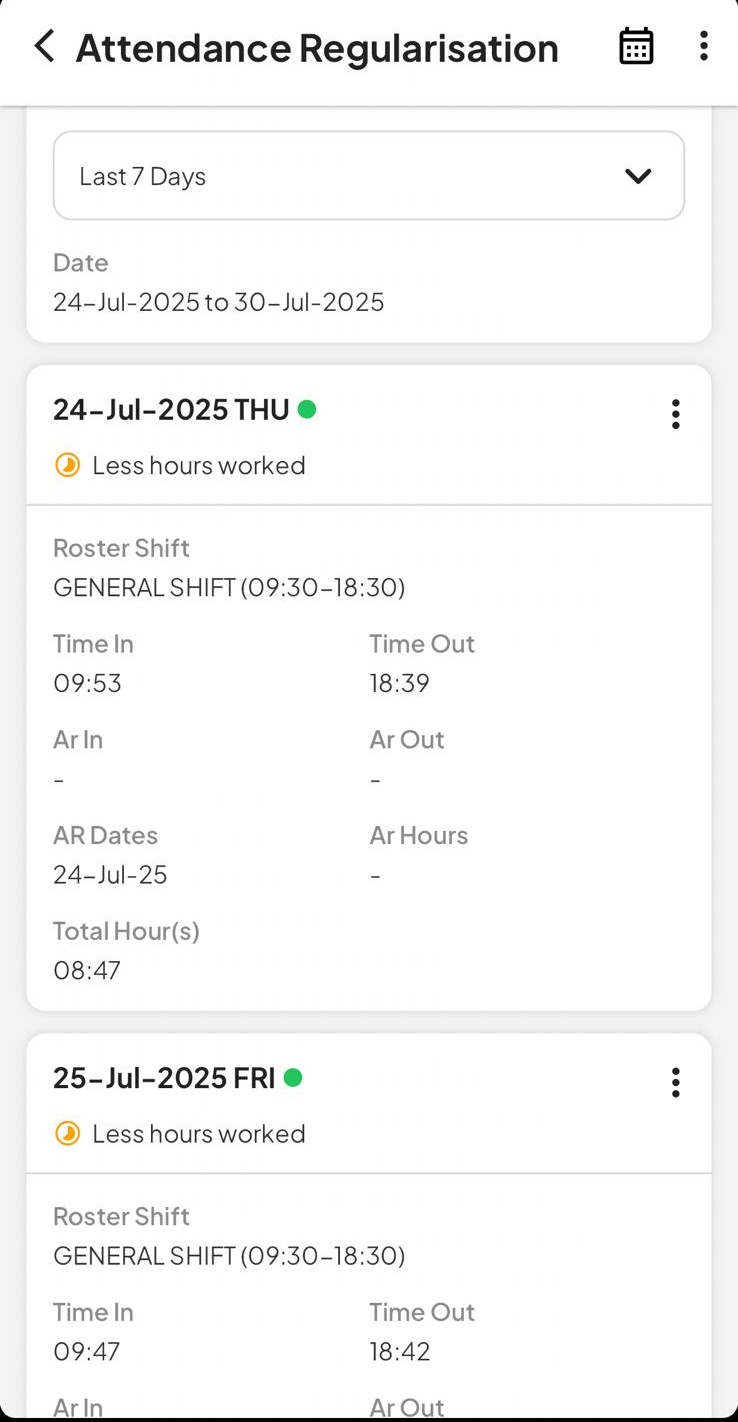 Attendance Regularisation
Last 7 Days
Date
24-Jul-2025 to 30-Jul-2025
24-Jul-2025 THU
Less hours worked
Roster Shift
GENERAL SHIFT (09:30-18:30)
Time In Time Out
09:53 18:39
Ar In Ar Out
- -
AR Dates Ar Hours
24-Jul-25 -
Total Hour(s)
08:47
25-Jul-2025 FRI
Less hours worked
Roster Shift
GENERAL SHIFT (09:30-18:30)
Time In Time Out
09:47 18:42
Ar In Ar Out